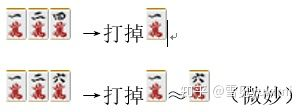 一萬 二萬 四萬 →打掉 一萬
一萬 二萬 六萬 →打掉 一萬 ≈ 六萬 （微妙）
知乎